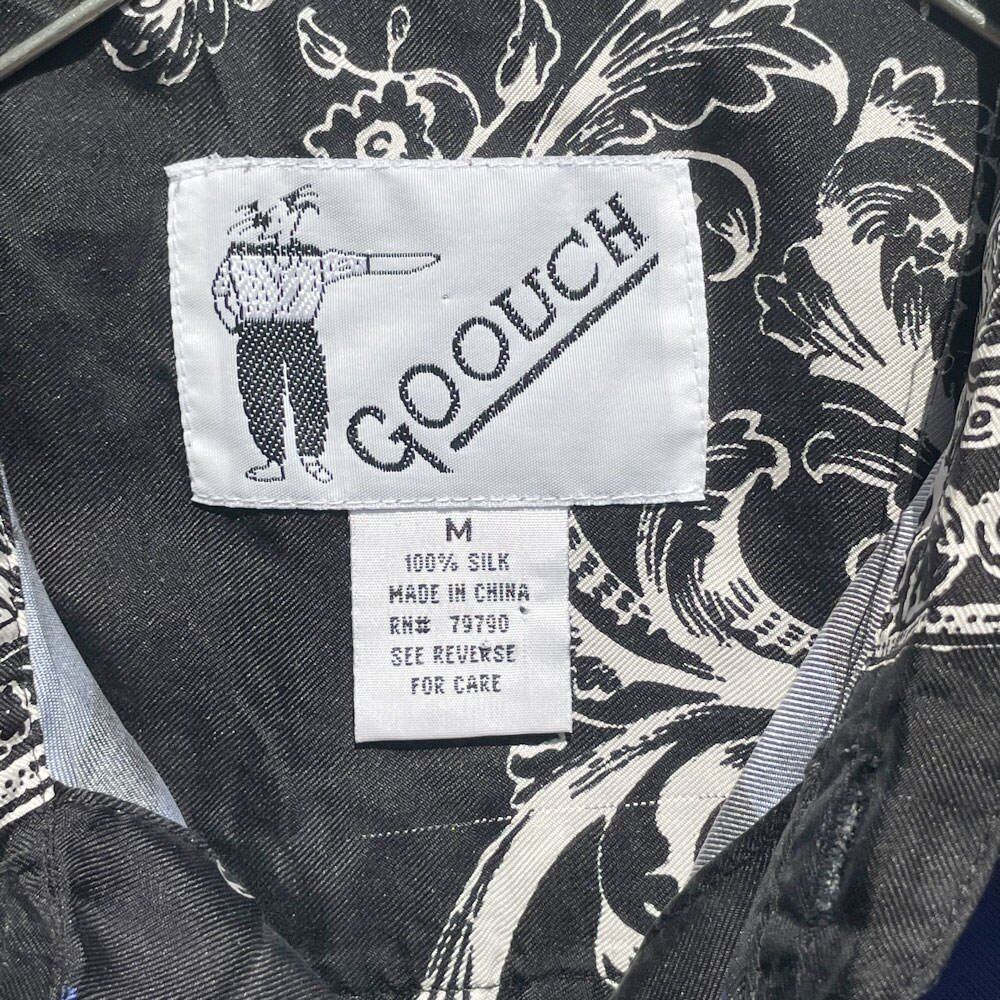 GOOUCH
M
100% SILK
MADE IN CHINA
RN# 79790
SEE REVERSE
FOR CARE